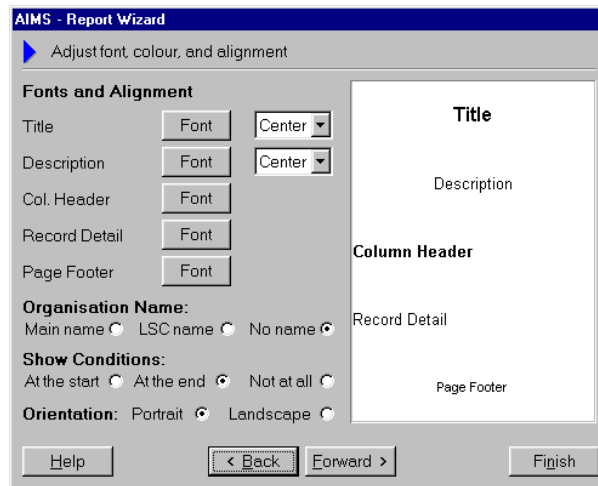 AIMS - Report Wizard
Adjust font, colour, and alignment
Fonts and Alignment
Title Font Center
Description Font Center
Col. Header Font
Record Detail Font
Page Footer Font
Organisation Name:
Main name LSC name No name
Show Conditions:
At the start At the end Not at all
Orientation: Portrait Landscape
Title
Description
Column Header
Record Detail
Page Footer
Help < Back Forward > Finish